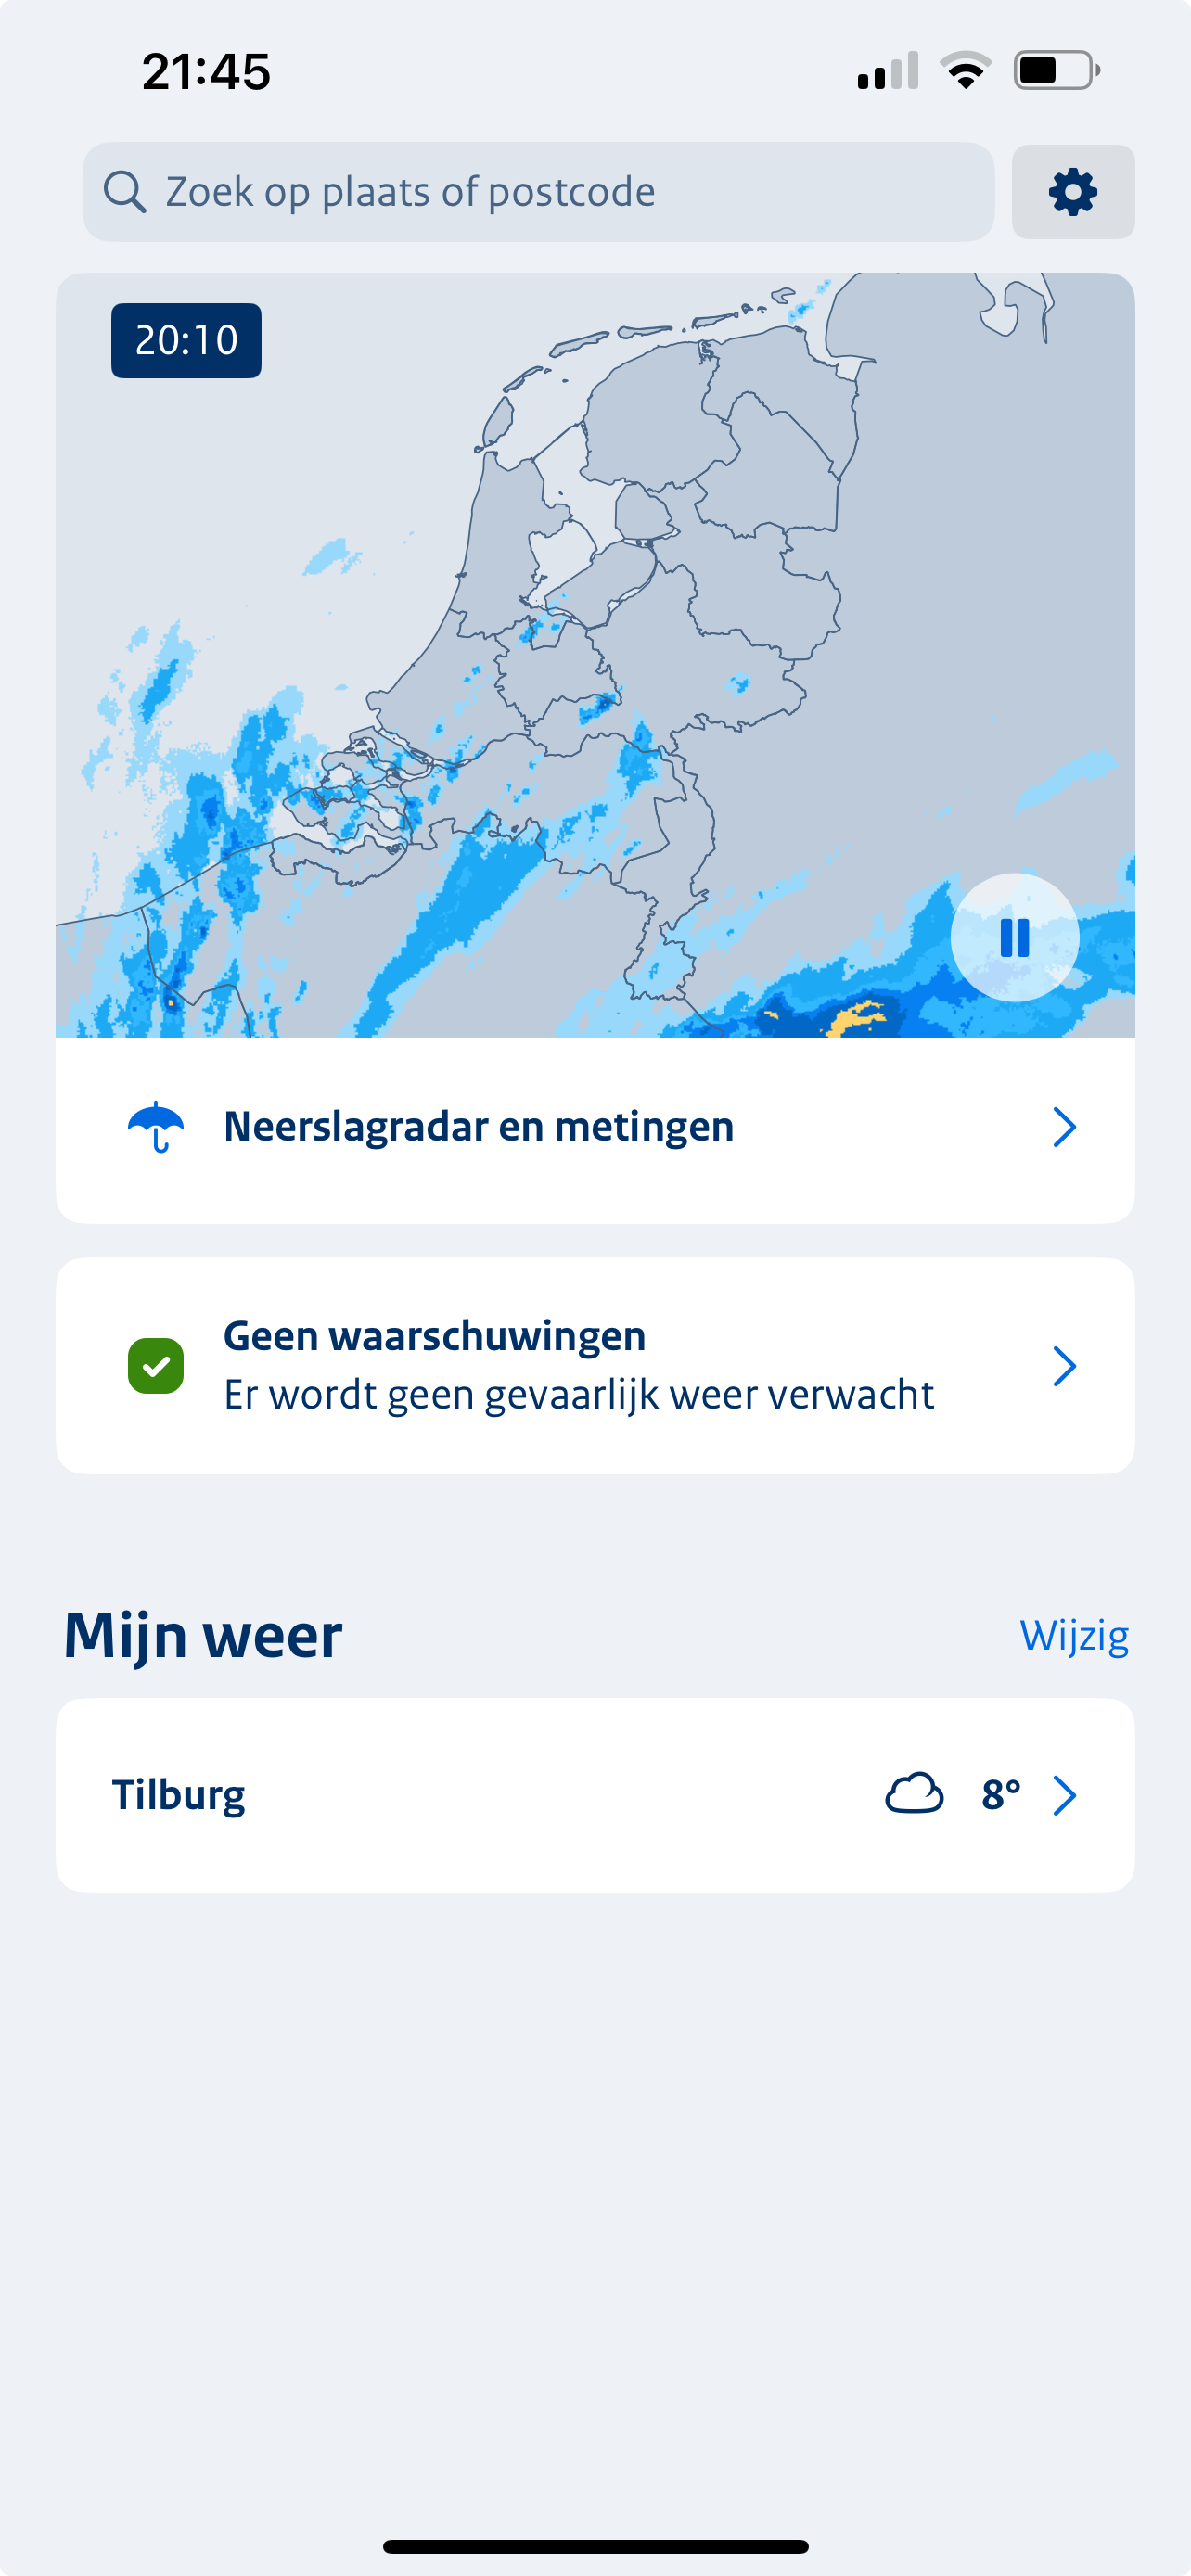 21:45
Zoek op plaats of postcode
20:10
Neerslagradar en metingen
Geen waarschuwingen
Er wordt geen gevaarlijk weer verwacht
Mijn weer
Wijzig
Tilburg
8°